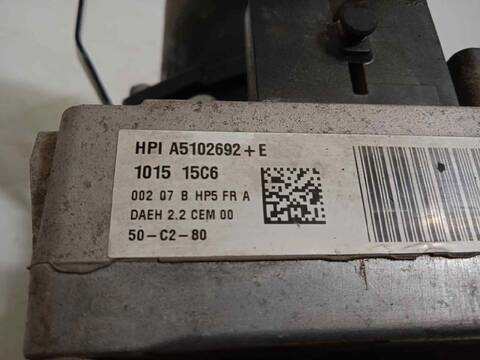 HPI A5102692+E
1015 15C6
002 07 B HP5 FR A
DAEH 2.2 CEM 00
50-C2-80